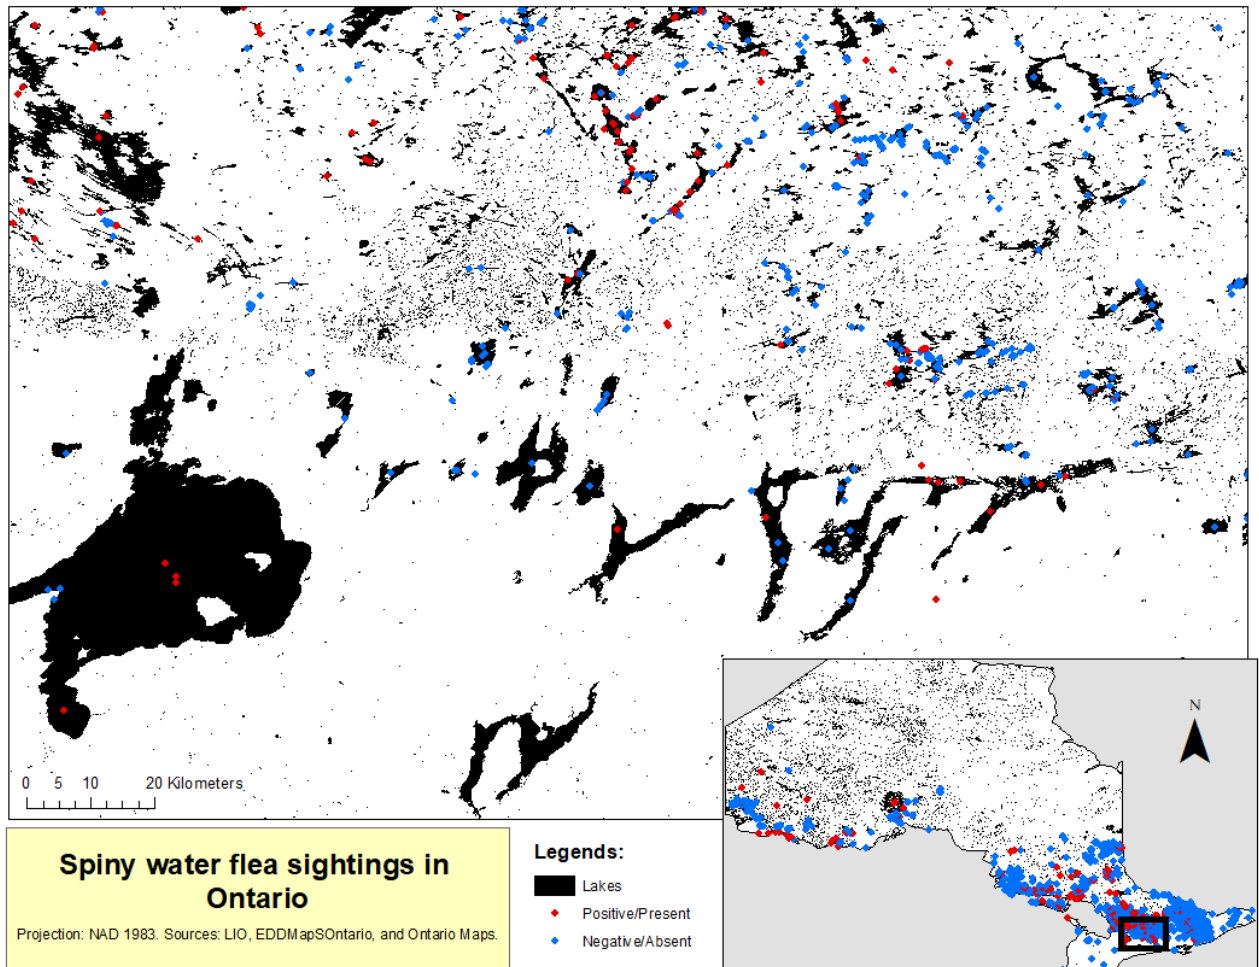 N
0 5 10 20 Kilometers
Spiny water flea sightings in
Ontario
Projection: NAD 1983. Sources: LIO, EDDMapSOntario, and Ontario Maps.
Legends:
Lakes
Positive/Present
Negative/Absent